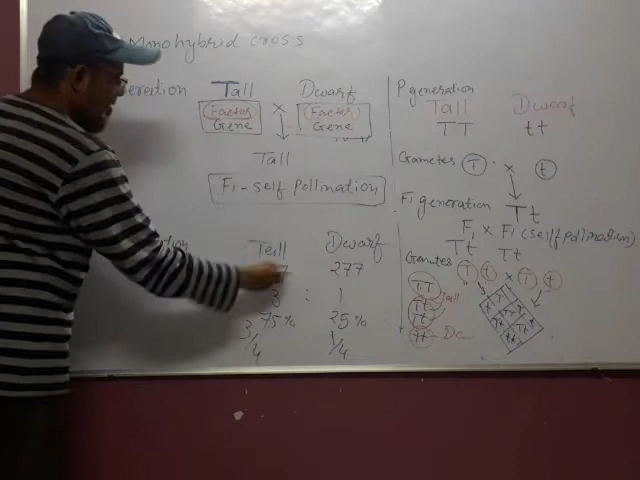 Monohybrid cross
Tall Dwarf
Factor × Factor
Gene Gene
Tall
F1 - self pollination
Tall Dwarf
277
3 : 1
75% 25%
3/4 1/4
P generation
Tall Dwarf
TT tt
Gametes T × t
F1 generation Tt
F1 × F1 (self pollination)
Tt Tt
Gametes T t × T t
TT
Tt Tall
Tt
tt